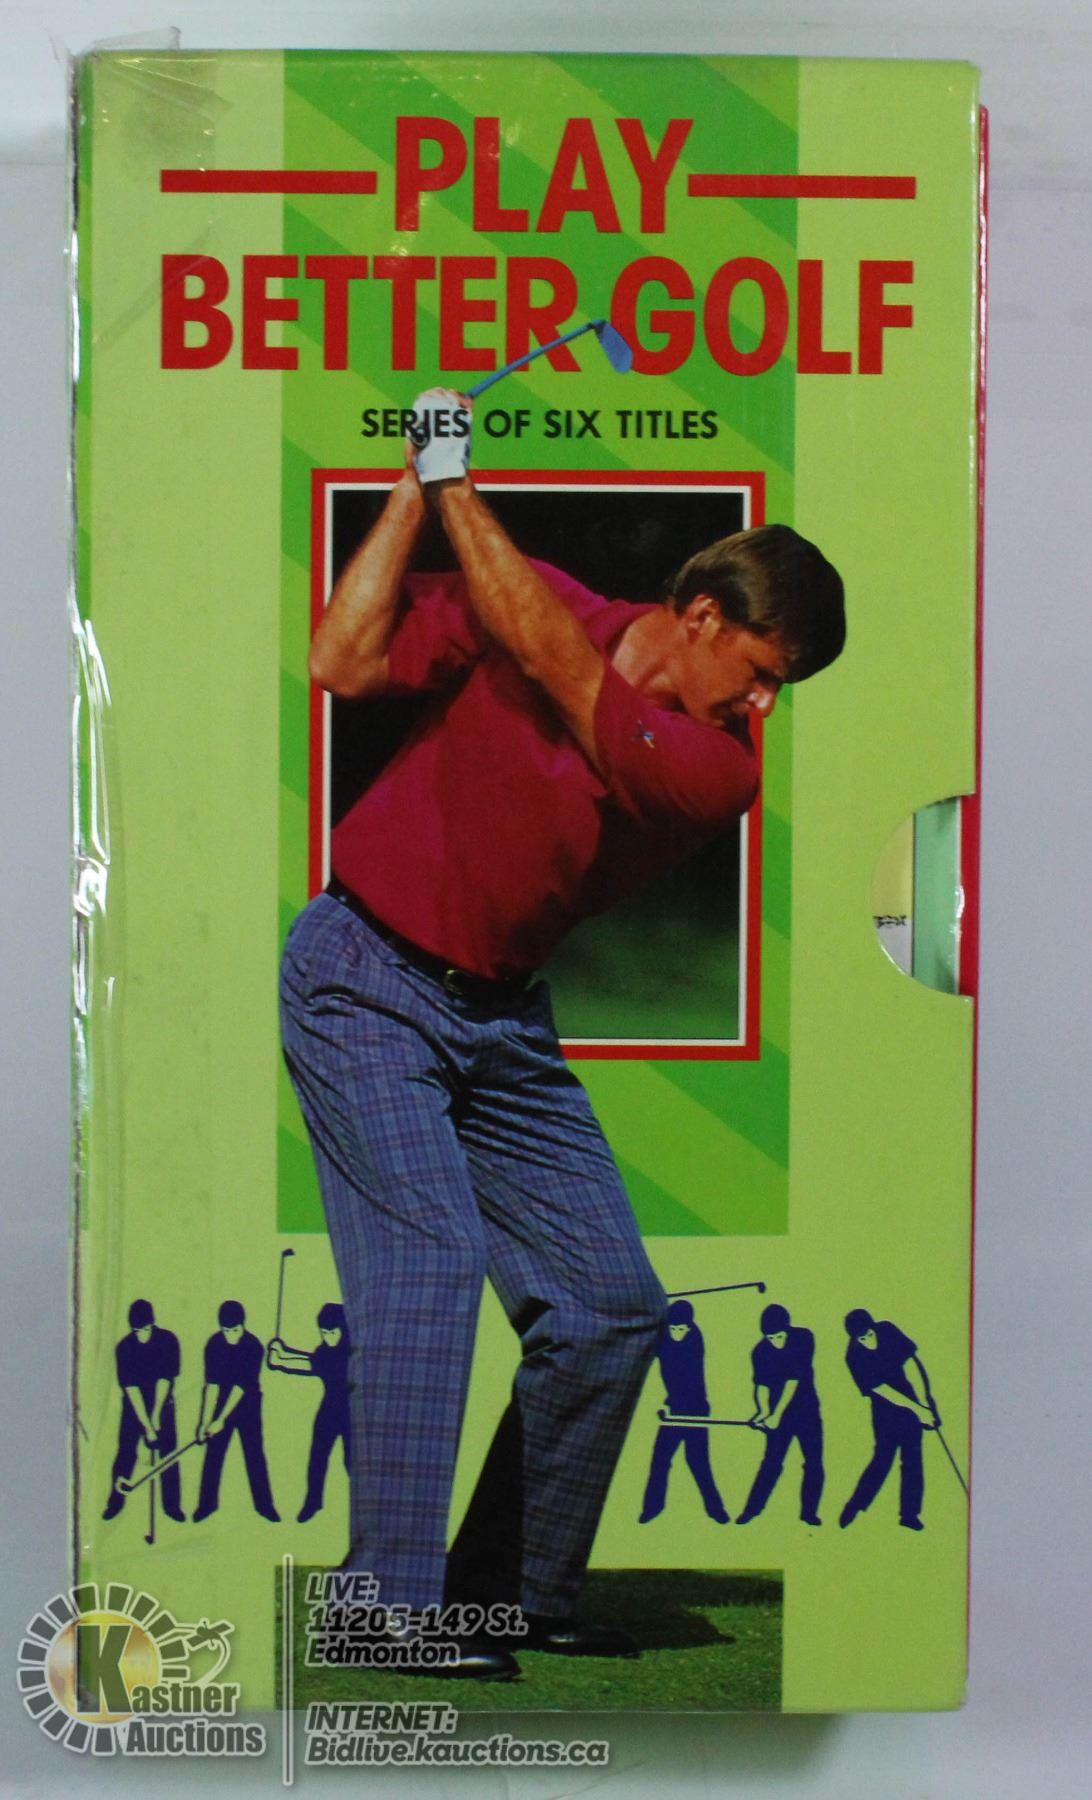 PLAY
BETTER GOLF
SERIES OF SIX TITLES
LIVE:
11205-149 St.
Edmonton
Kastner
Auctions
INTERNET:
Bidlive.kauctions.ca